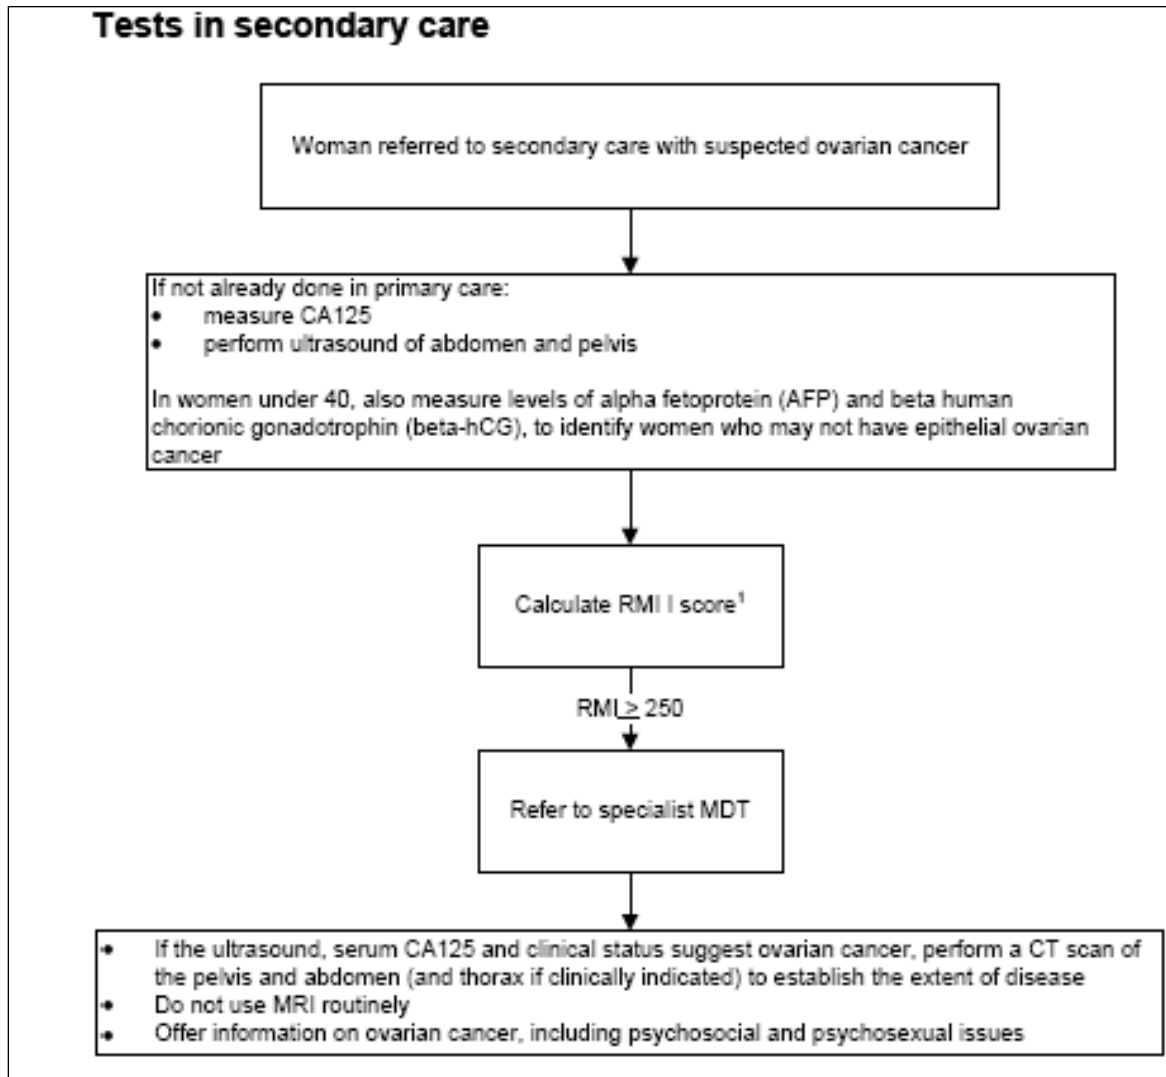 Tests in secondary care
Woman referred to secondary care with suspected ovarian cancer
If not already done in primary care:
• measure CA125
• perform ultrasound of abdomen and pelvis
In women under 40, also measure levels of alpha fetoprotein (AFP) and beta human
chorionic gonadotrophin (beta-hCG), to identify women who may not have epithelial ovarian
cancer
Calculate RMI I score¹
RMI ≥ 250
Refer to specialist MDT
• If the ultrasound, serum CA125 and clinical status suggest ovarian cancer, perform a CT scan of
the pelvis and abdomen (and thorax if clinically indicated) to establish the extent of disease
• Do not use MRI routinely
• Offer information on ovarian cancer, including psychosocial and psychosexual issues